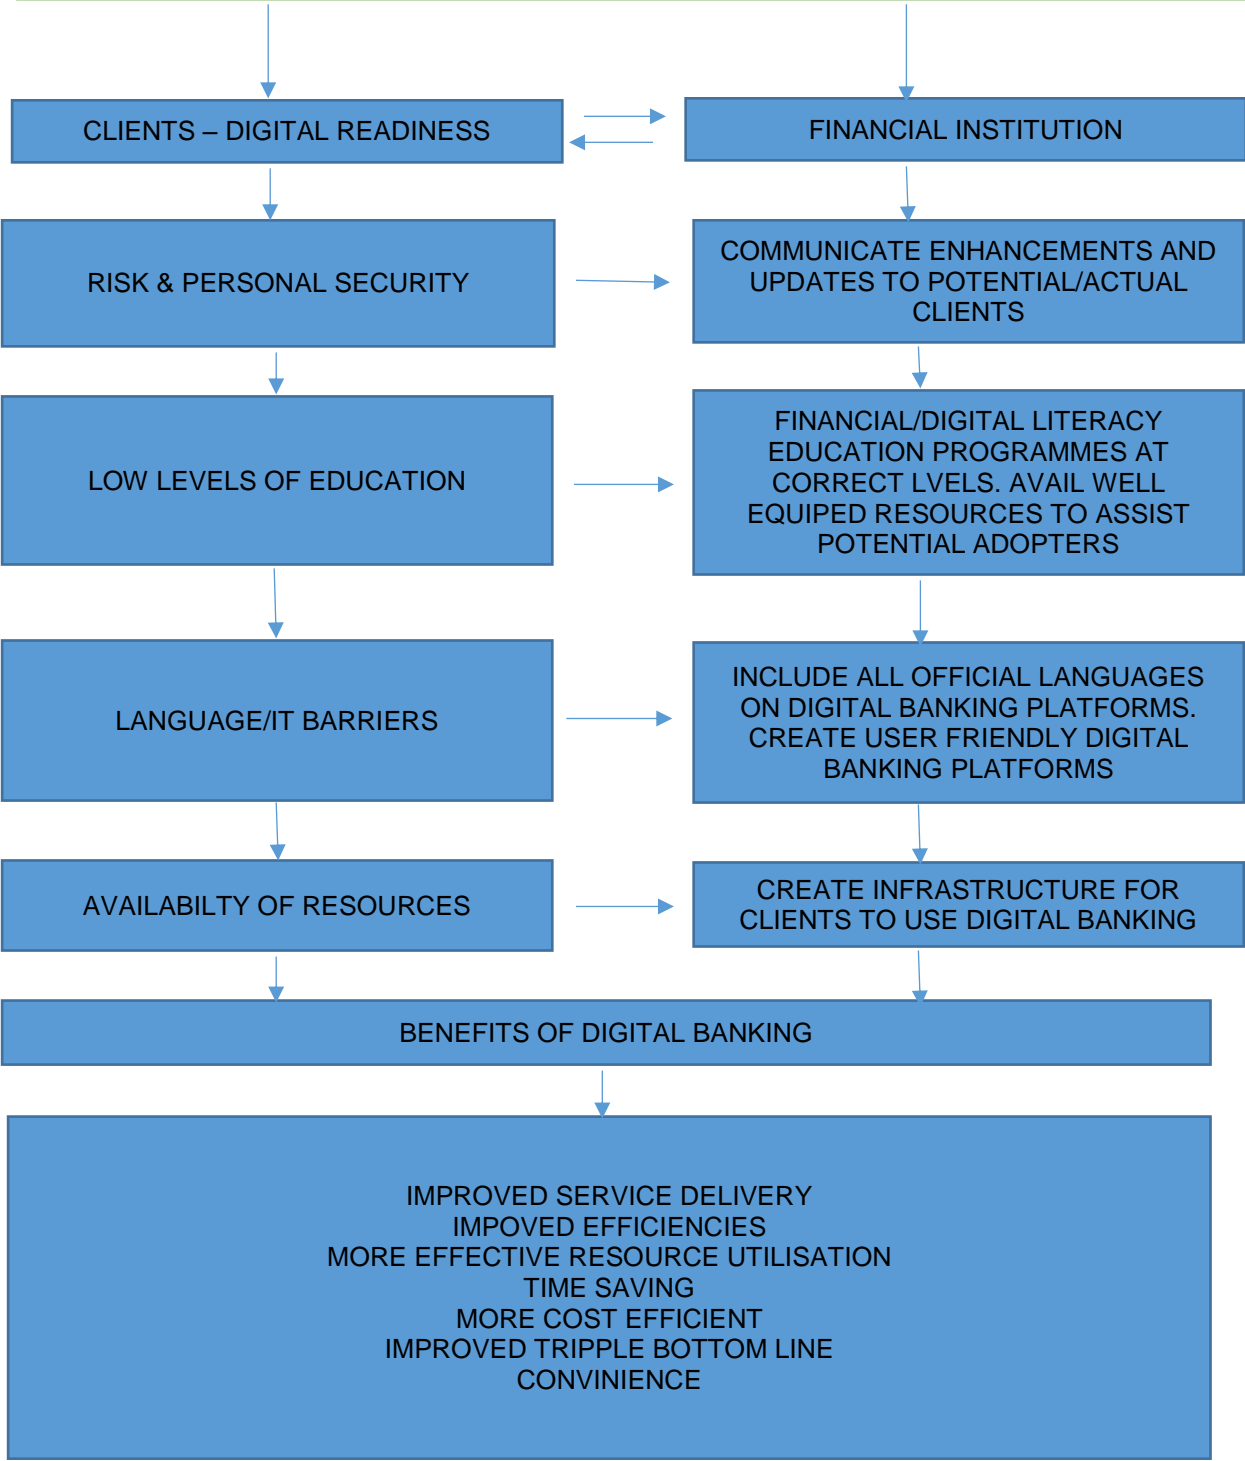 CLIENTS – DIGITAL READINESS
FINANCIAL INSTITUTION
RISK & PERSONAL SECURITY
COMMUNICATE ENHANCEMENTS AND
UPDATES TO POTENTIAL/ACTUAL
CLIENTS
LOW LEVELS OF EDUCATION
FINANCIAL/DIGITAL LITERACY
EDUCATION PROGRAMMES AT
CORRECT LVELS. AVAIL WELL
EQUIPED RESOURCES TO ASSIST
POTENTIAL ADOPTERS
LANGUAGE/IT BARRIERS
INCLUDE ALL OFFICIAL LANGUAGES
ON DIGITAL BANKING PLATFORMS.
CREATE USER FRIENDLY DIGITAL
BANKING PLATFORMS
AVAILABILTY OF RESOURCES
CREATE INFRASTRUCTURE FOR
CLIENTS TO USE DIGITAL BANKING
BENEFITS OF DIGITAL BANKING
IMPROVED SERVICE DELIVERY
IMPOVED EFFICIENCIES
MORE EFFECTIVE RESOURCE UTILISATION
TIME SAVING
MORE COST EFFICIENT
IMPROVED TRIPPLE BOTTOM LINE
CONVINIENCE